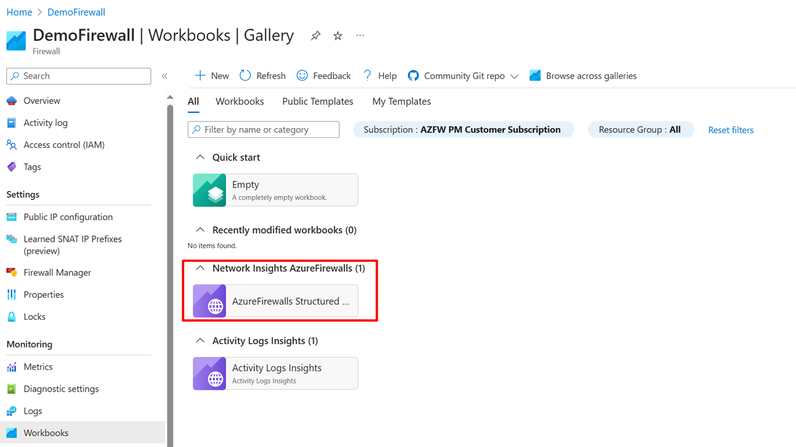 Home > DemoFirewall
DemoFirewall | Workbooks | Gallery ...
Firewall
Search
«
New Refresh Feedback ? Help Community Git repo Browse across galleries
Overview
Activity log
Access control (IAM)
Tags
Settings
Public IP configuration
Learned SNAT IP Prefixes
(preview)
Firewall Manager
Properties
Locks
Monitoring
Metrics
Diagnostic settings
Logs
Workbooks
All Workbooks Public Templates My Templates
Filter by name or category
Subscription : AZFW PM Customer Subscription
Resource Group : All
Reset filters
Quick start
Empty
A completely empty workbook.
Recently modified workbooks (0)
No items found.
Network Insights AzureFirewalls (1)
AzureFirewalls Structured ...
Activity Logs Insights (1)
Activity Logs Insights
Activity Logs Insights